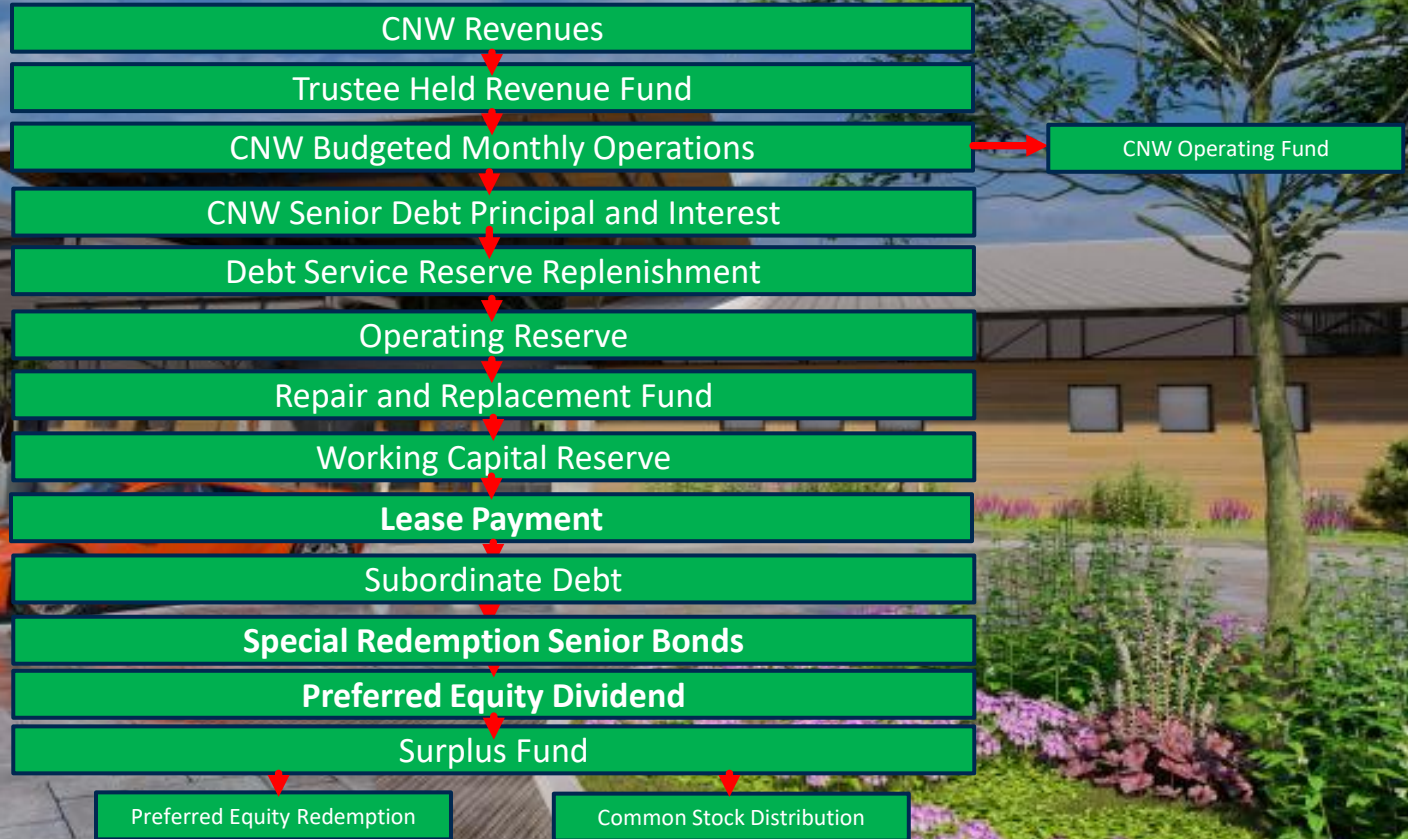 CNW Revenues
Trustee Held Revenue Fund
CNW Budgeted Monthly Operations
CNW Operating Fund
CNW Senior Debt Principal and Interest
Debt Service Reserve Replenishment
Operating Reserve
Repair and Replacement Fund
Working Capital Reserve
Lease Payment
Subordinate Debt
Special Redemption Senior Bonds
Preferred Equity Dividend
Surplus Fund
Preferred Equity Redemption
Common Stock Distribution